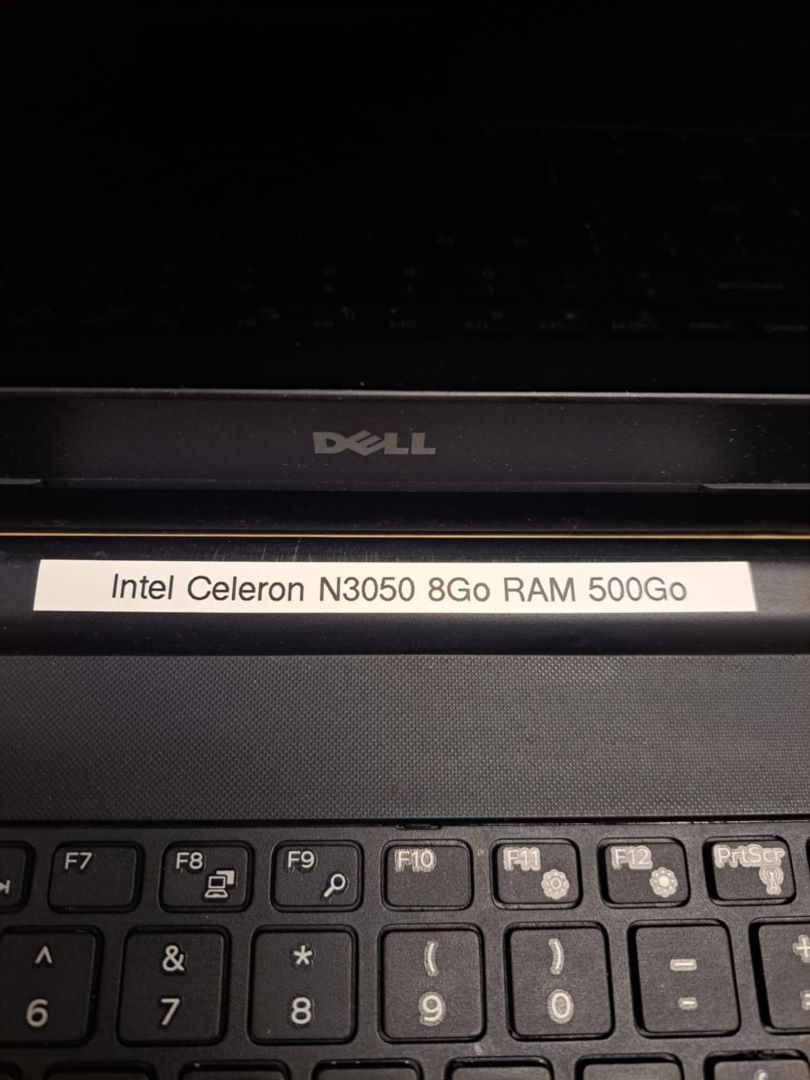 DELL
Intel Celeron N3050 8Go RAM 500Go
F7 F8 F9 F10 F11 F12 PrtScr
^ & * ( ) _ +
6 7 8 9 0 - =